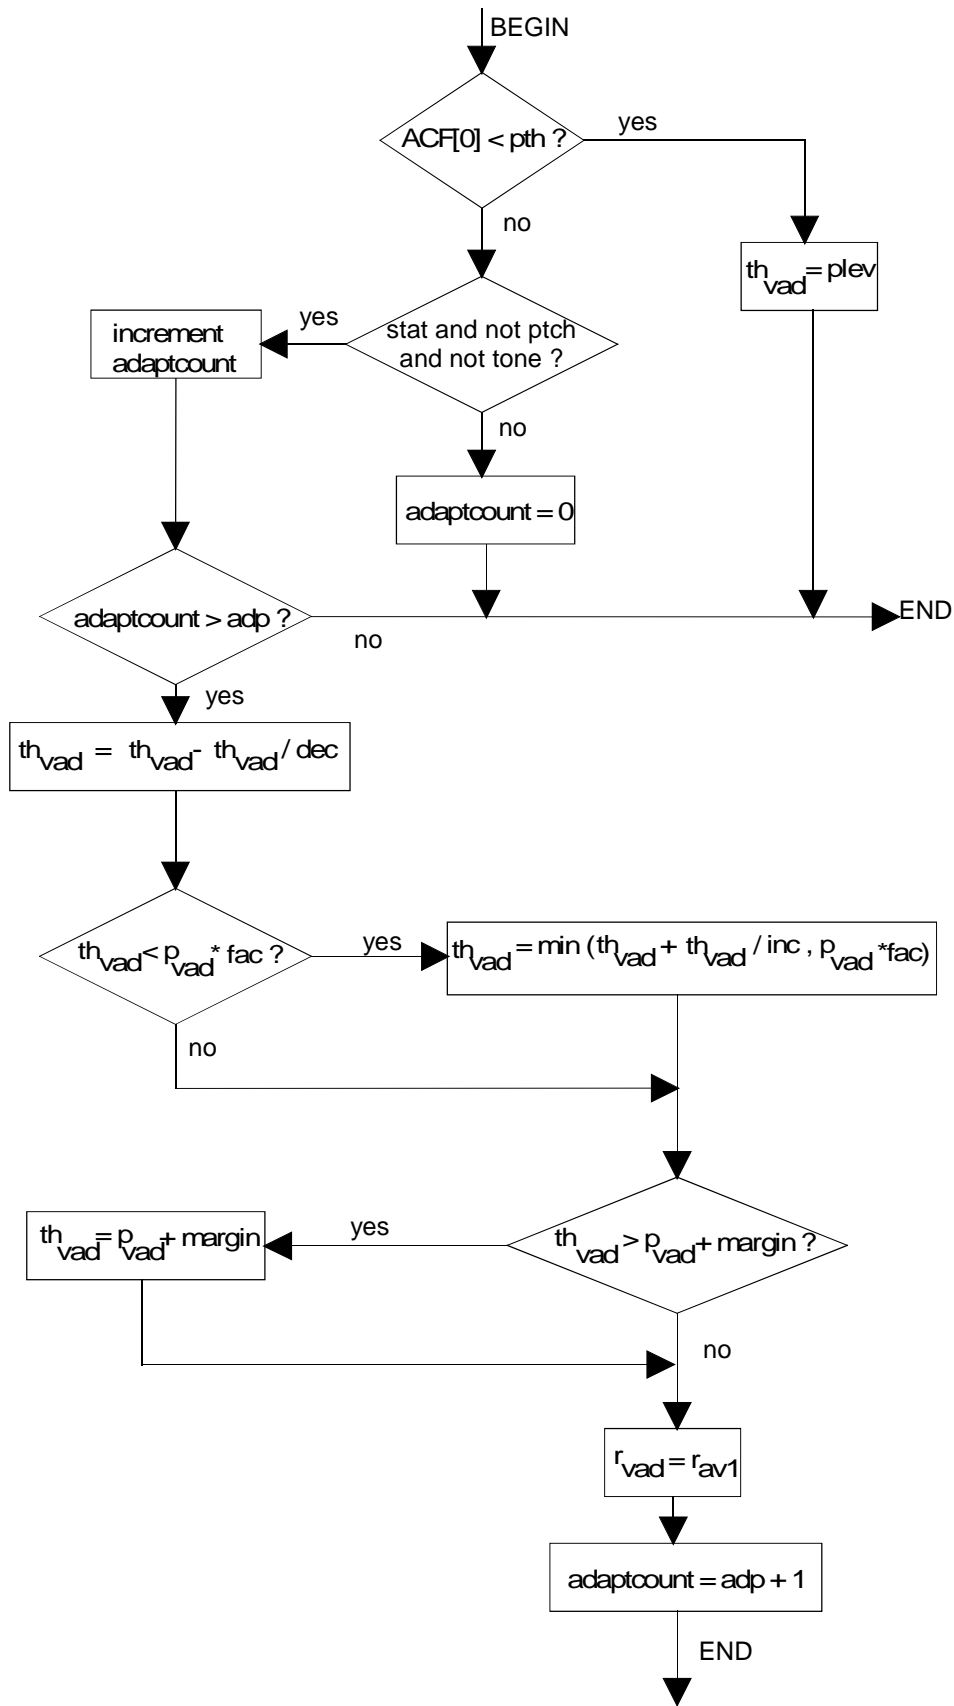 BEGIN
ACF[0] < pth ?
yes
no
th_vad = plev
stat and not ptch
and not tone ?
yes
increment
adaptcount
no
adaptcount = 0
adaptcount > adp ?
no
END
yes
th_vad = th_vad - th_vad / dec
th_vad < p_vad * fac ?
yes
th_vad = min (th_vad + th_vad / inc , p_vad *fac)
no
th_vad > p_vad + margin ?
yes
th_vad = p_vad + margin
no
r_vad = r_av1
adaptcount = adp + 1
END